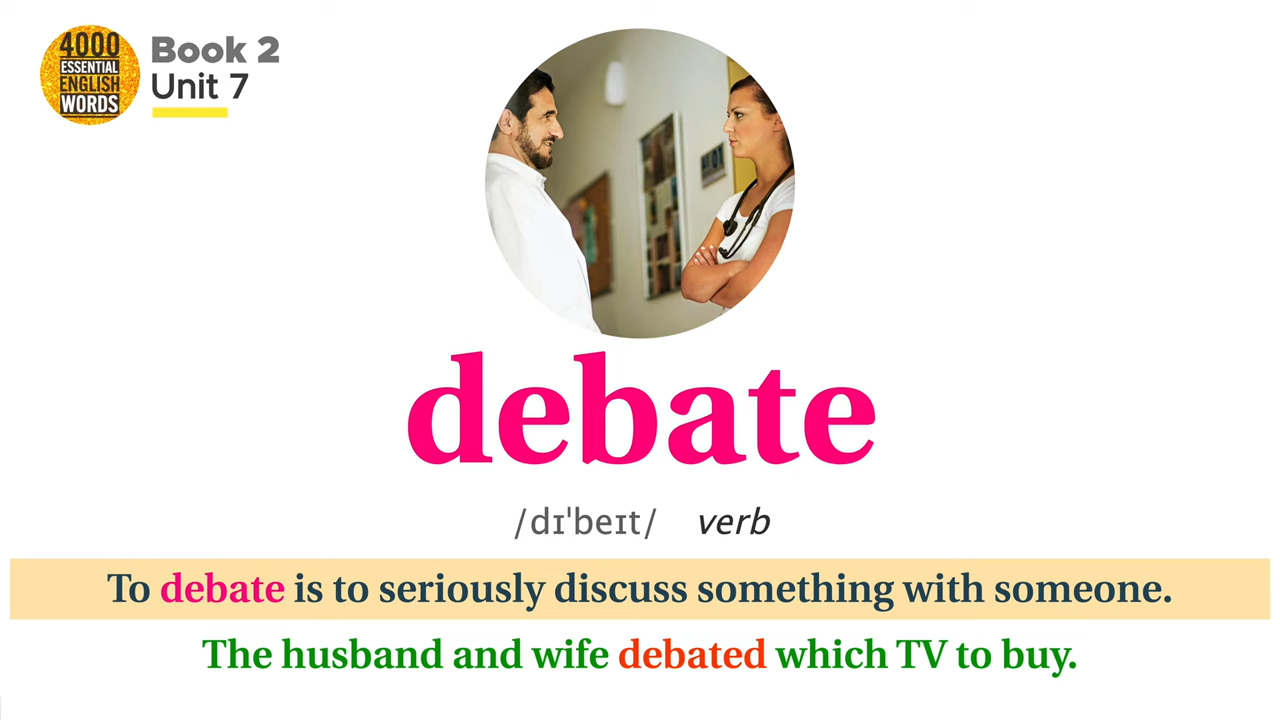 4000
ESSENTIAL
ENGLISH
WORDS
Book 2
Unit 7
debate
/dɪˈbeɪt/ verb
To debate is to seriously discuss something with someone.
The husband and wife debated which TV to buy.